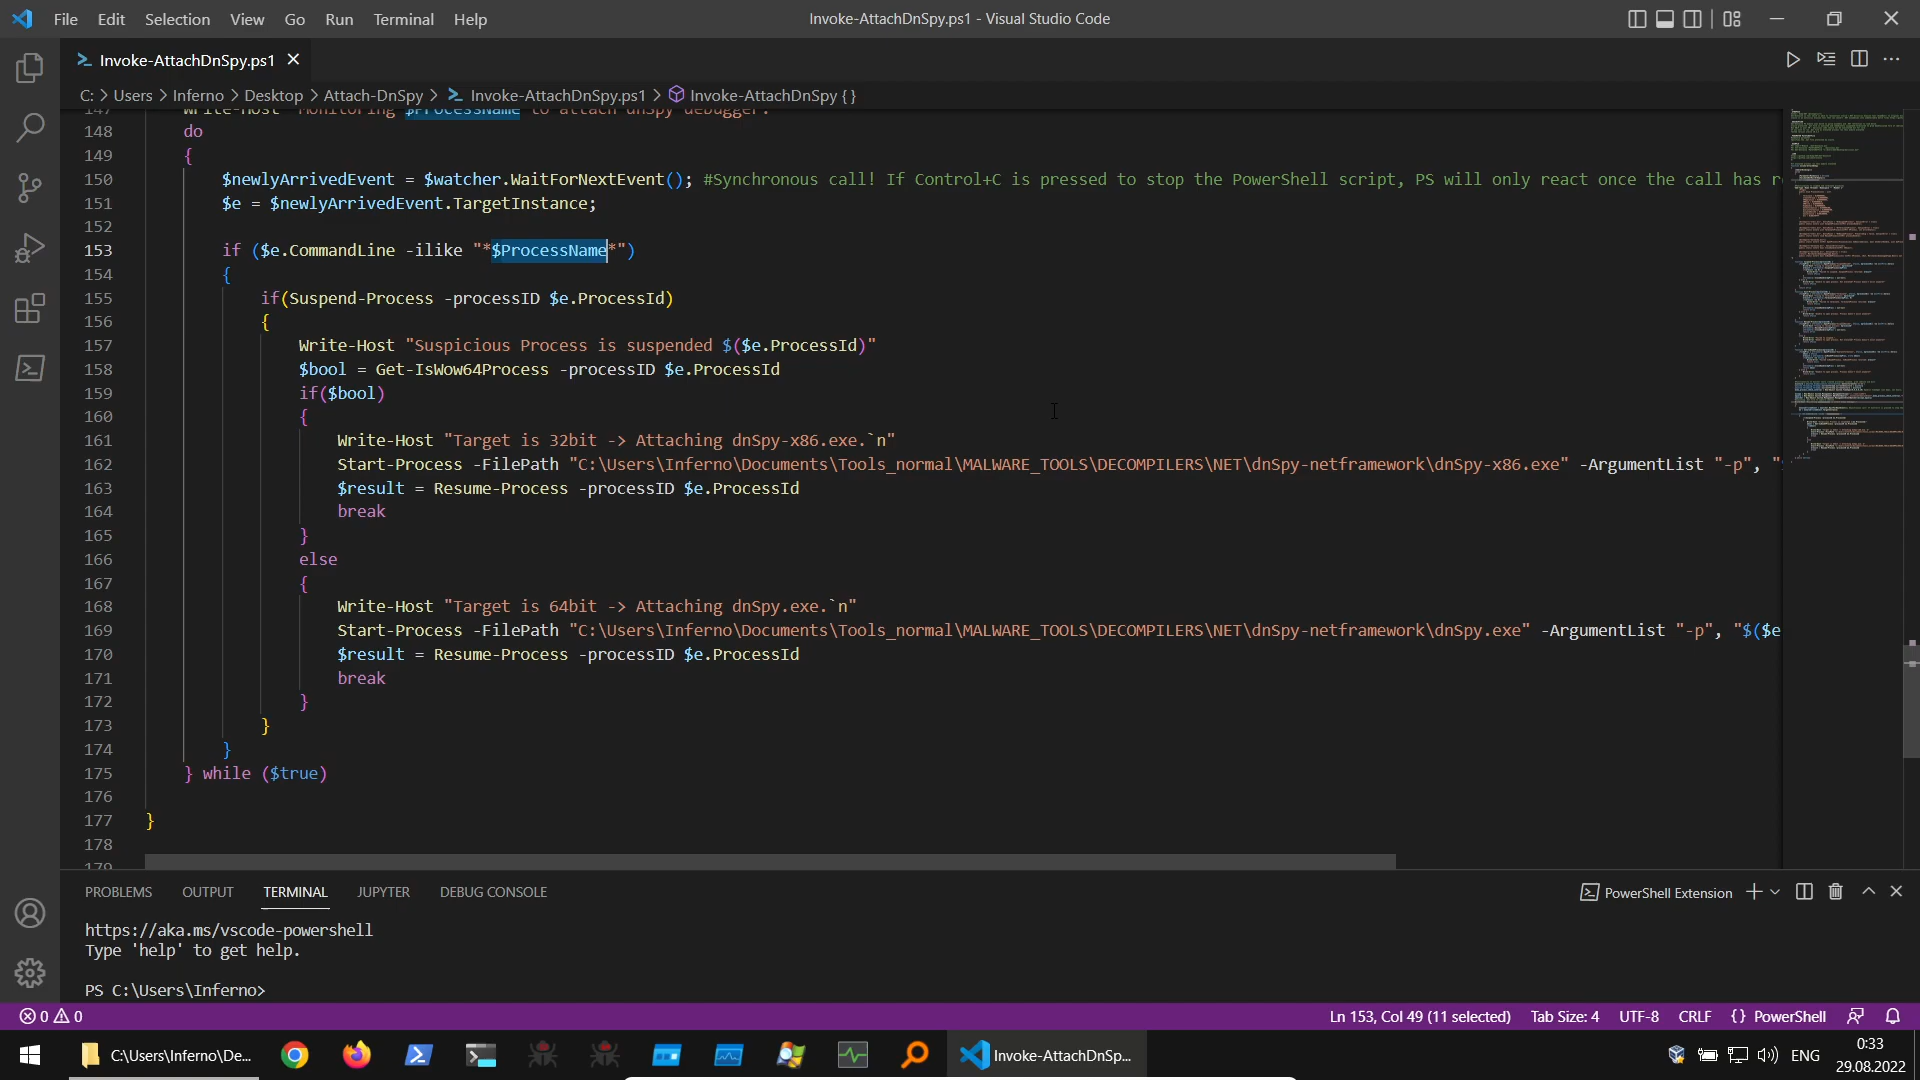 File Edit Selection View Go Run Terminal Help
Invoke-AttachDnSpy.ps1 - Visual Studio Code
Invoke-AttachDnSpy.ps1
C: > Users > Inferno > Desktop > Attach-DnSpy > Invoke-AttachDnSpy.ps1 > Invoke-AttachDnSpy { }
147 Write-Host "Monitoring $ProcessName to attach dnSpy debugger.
148 do
149 {
150 $newlyArrivedEvent = $watcher.WaitForNextEvent(); #Synchronous call! If Control+C is pressed to stop the PowerShell script, PS will only react once the call has r
151 $e = $newlyArrivedEvent.TargetInstance;
152
153 if ($e.CommandLine -ilike "*$ProcessName*")
154 {
155 if(Suspend-Process -processID $e.ProcessId)
156 {
157 Write-Host "Suspicious Process is suspended $($e.ProcessId)"
158 $bool = Get-IsWow64Process -processID $e.ProcessId
159 if($bool)
160 {
161 Write-Host "Target is 32bit -> Attaching dnSpy-x86.exe.`n"
162 Start-Process -FilePath "C:\Users\Inferno\Documents\Tools_normal\MALWARE_TOOLS\DECOMPILERS\NET\dnSpy-netframework\dnSpy-x86.exe" -ArgumentList "-p", "
163 $result = Resume-Process -processID $e.ProcessId
164 break
165 }
166 else
167 {
168 Write-Host "Target is 64bit -> Attaching dnSpy.exe.`n"
169 Start-Process -FilePath "C:\Users\Inferno\Documents\Tools_normal\MALWARE_TOOLS\DECOMPILERS\NET\dnSpy-netframework\dnSpy.exe" -ArgumentList "-p", "$($e
170 $result = Resume-Process -processID $e.ProcessId
171 break
172 }
173 }
174 }
175 } while ($true)
176
177 }
178
179
PROBLEMS OUTPUT TERMINAL JUPYTER DEBUG CONSOLE
PowerShell Extension
https://aka.ms/vscode-powershell
Type 'help' to get help.
PS C:\Users\Inferno>
0 0
Ln 153, Col 49 (11 selected) Tab Size: 4 UTF-8 CRLF { } PowerShell
C:\Users\Inferno\De...
Invoke-AttachDnSp...
ENG
0:33
29.08.2022